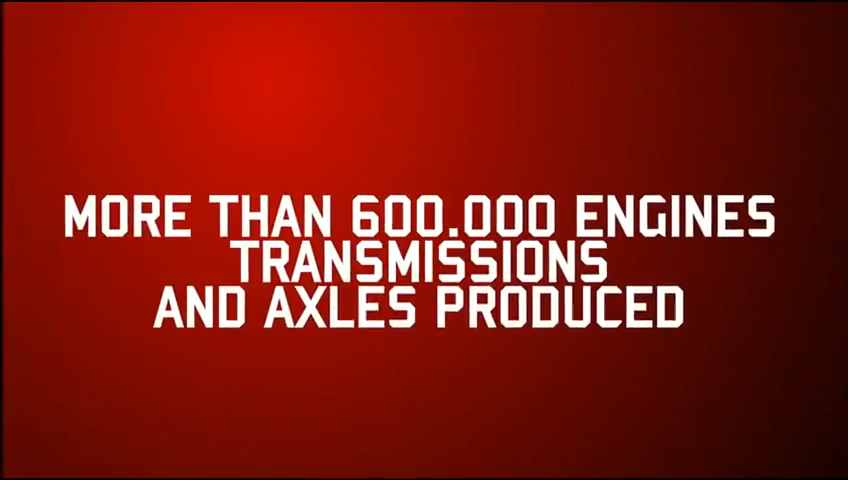 MORE THAN 600.000 ENGINES
TRANSMISSIONS
AND AXLES PRODUCED